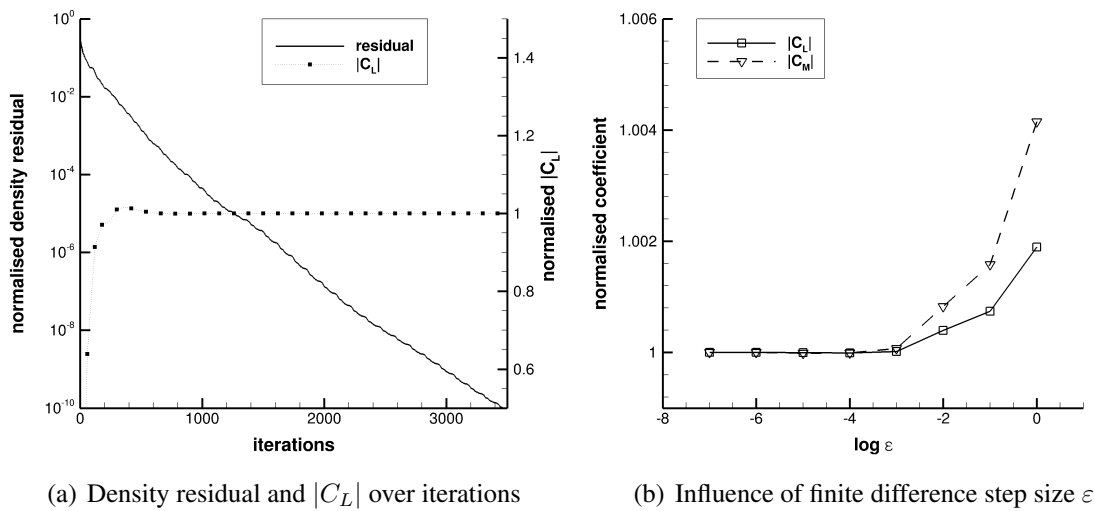 10^0
10^-2
10^-4
10^-6
10^-8
10^-10
normalised density residual
0
1000
2000
3000
iterations
1.4
1.2
1
0.8
0.6
normalised |C_L|
residual
|C_L|
(a) Density residual and |C_L| over iterations
1.006
1.004
1.002
1
normalised coefficient
-8
-6
-4
-2
0
log ε
|C_L|
|C_M|
(b) Influence of finite difference step size ε